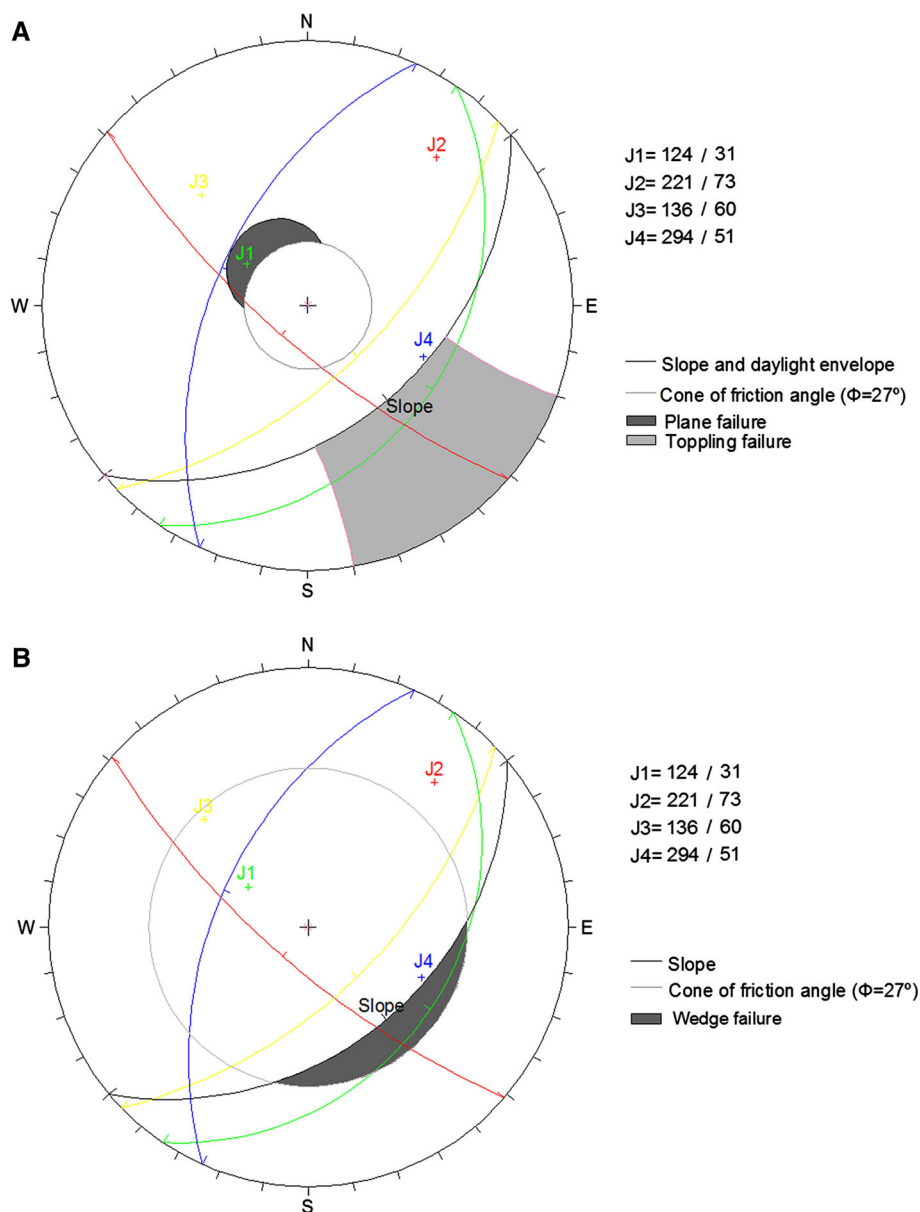 A
N
J2
J3
J1
W
E
J4
Slope
S
J1= 124 / 31
J2= 221 / 73
J3= 136 / 60
J4= 294 / 51
Slope and daylight envelope
Cone of friction angle (Φ=27º)
Plane failure
Toppling failure
B
N
J2
J3
J1
W
E
J4
Slope
S
J1= 124 / 31
J2= 221 / 73
J3= 136 / 60
J4= 294 / 51
Slope
Cone of friction angle (Φ=27º)
Wedge failure